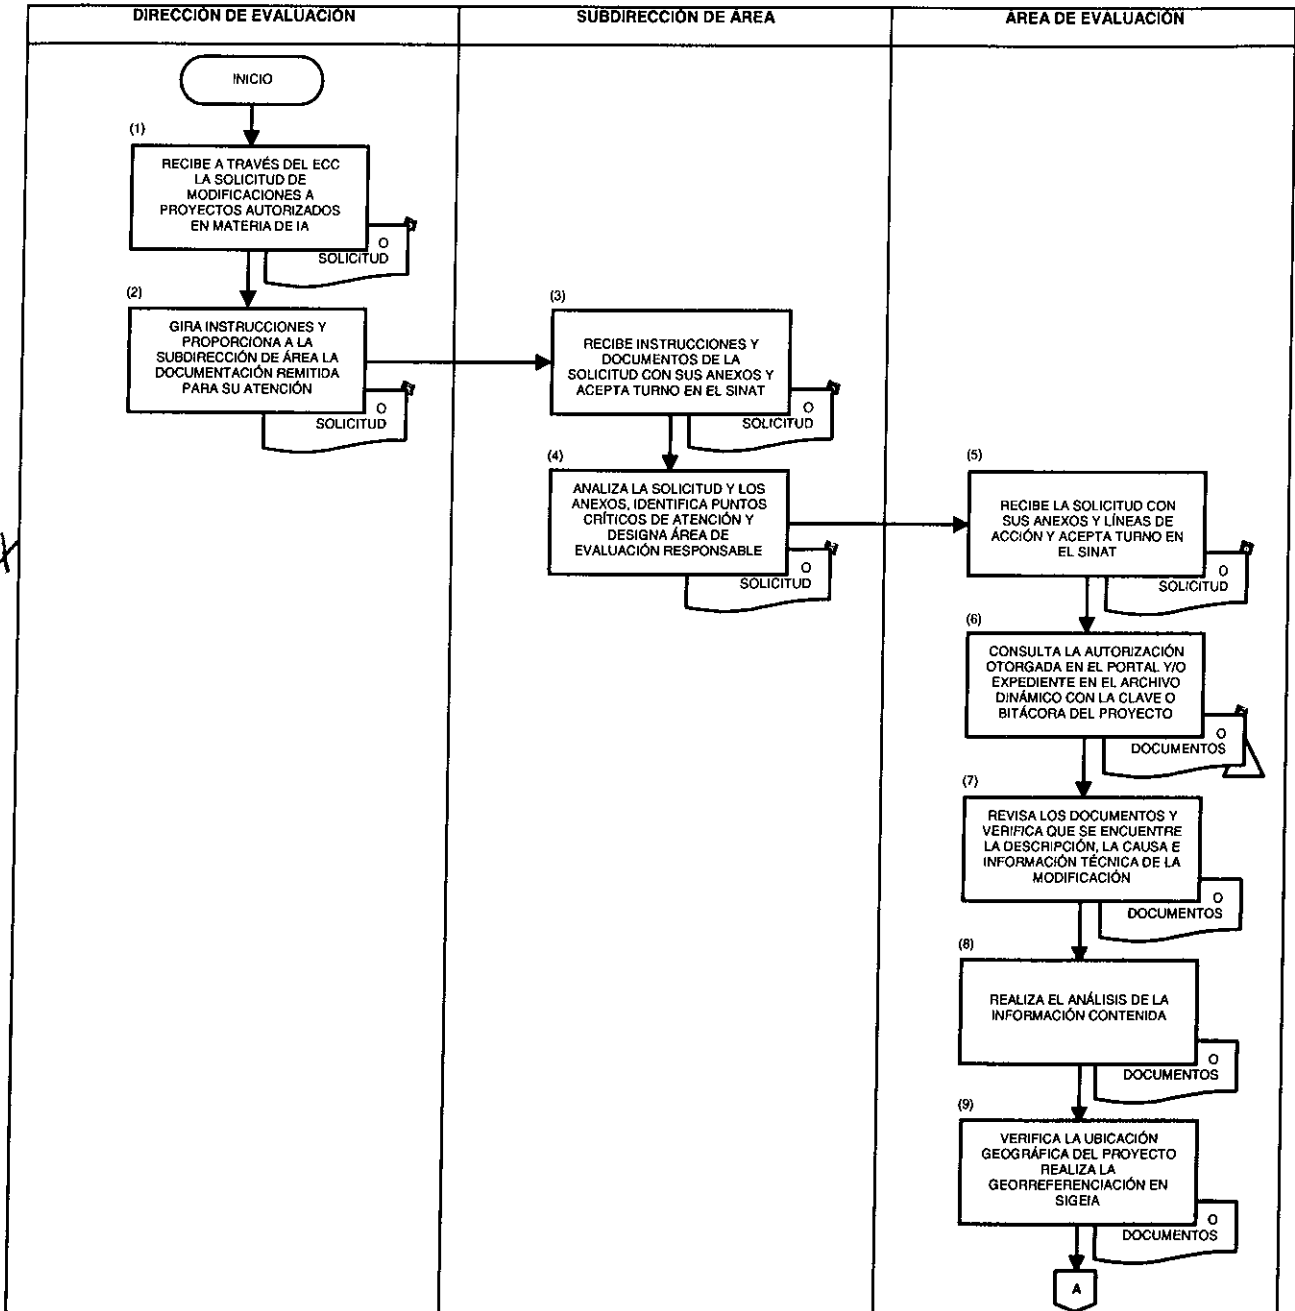 DIRECCIÓN DE EVALUACIÓN
SUBDIRECCIÓN DE ÁREA
ÁREA DE EVALUACIÓN
INICIO
(1)
RECIBE A TRAVÉS DEL ECC
LA SOLICITUD DE
MODIFICACIONES A
PROYECTOS AUTORIZADOS
EN MATERIA DE IA
O
SOLICITUD
(2)
GIRA INSTRUCCIONES Y
PROPORCIONA A LA
SUBDIRECCIÓN DE ÁREA LA
DOCUMENTACIÓN REMITIDA
PARA SU ATENCIÓN
O
SOLICITUD
(3)
RECIBE INSTRUCCIONES Y
DOCUMENTOS DE LA
SOLICITUD CON SUS ANEXOS Y
ACEPTA TURNO EN EL SINAT
O
SOLICITUD
(4)
ANALIZA LA SOLICITUD Y LOS
ANEXOS, IDENTIFICA PUNTOS
CRÍTICOS DE ATENCIÓN Y
DESIGNA ÁREA DE
EVALUACIÓN RESPONSABLE
O
SOLICITUD
(5)
RECIBE LA SOLICITUD CON
SUS ANEXOS Y LÍNEAS DE
ACCIÓN Y ACEPTA TURNO EN
EL SINAT
O
SOLICITUD
(6)
CONSULTA LA AUTORIZACIÓN
OTORGADA EN EL PORTAL Y/O
EXPEDIENTE EN EL ARCHIVO
DINÁMICO CON LA CLAVE O
BITÁCORA DEL PROYECTO
O
DOCUMENTOS
(7)
REVISA LOS DOCUMENTOS Y
VERIFICA QUE SE ENCUENTRE
LA DESCRIPCIÓN, LA CAUSA E
INFORMACIÓN TÉCNICA DE LA
MODIFICACIÓN
O
DOCUMENTOS
(8)
REALIZA EL ANÁLISIS DE LA
INFORMACIÓN CONTENIDA
O
DOCUMENTOS
(9)
VERIFICA LA UBICACIÓN
GEOGRÁFICA DEL PROYECTO
REALIZA LA
GEORREFERENCIACIÓN EN
SIGEIA
O
DOCUMENTOS
A